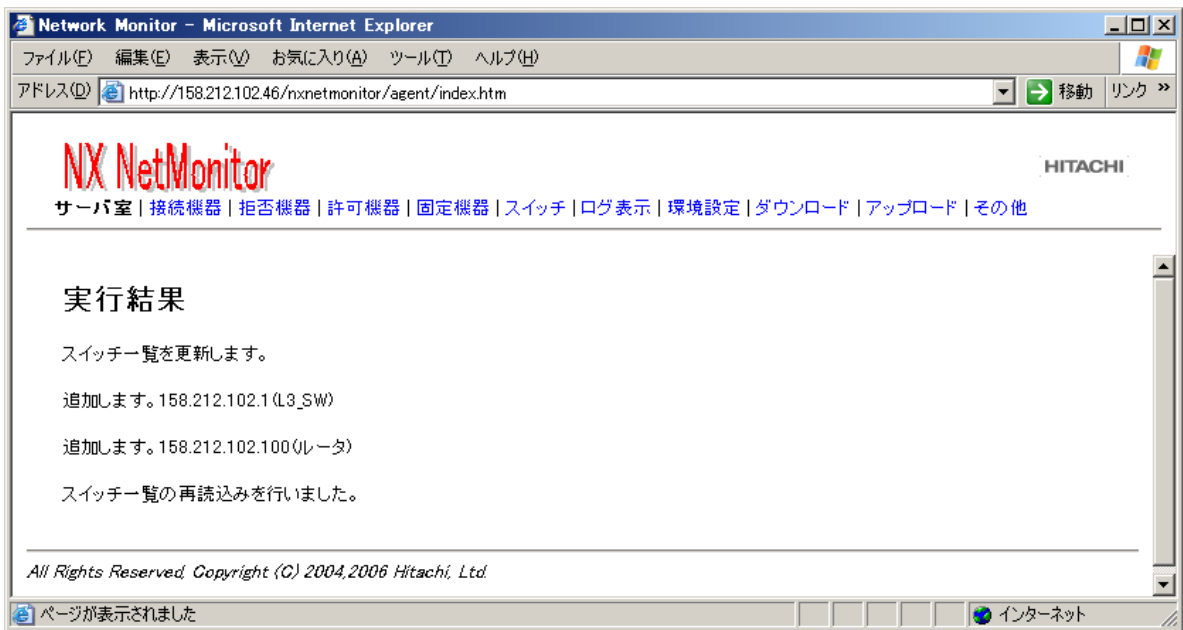 Network Monitor - Microsoft Internet Explorer
ファイル(F) 編集(E) 表示(V) お気に入り(A) ツール(T) ヘルプ(H)
アドレス(D) http://158.212.102.46/nxnetmonitor/agent/index.htm 移動 リンク »
NX NetMonitor
HITACHI
サーバ室 | 接続機器 | 拒否機器 | 許可機器 | 固定機器 | スイッチ | ログ表示 | 環境設定 | ダウンロード | アップロード | その他
実行結果
スイッチ一覧を更新します。
追加します。158.212.102.1(L3_SW)
追加します。158.212.102.100(ルータ)
スイッチ一覧の再読込みを行いました。
All Rights Reserved, Copyright (C) 2004,2006 Hitachi, Ltd.
ページが表示されました インターネット